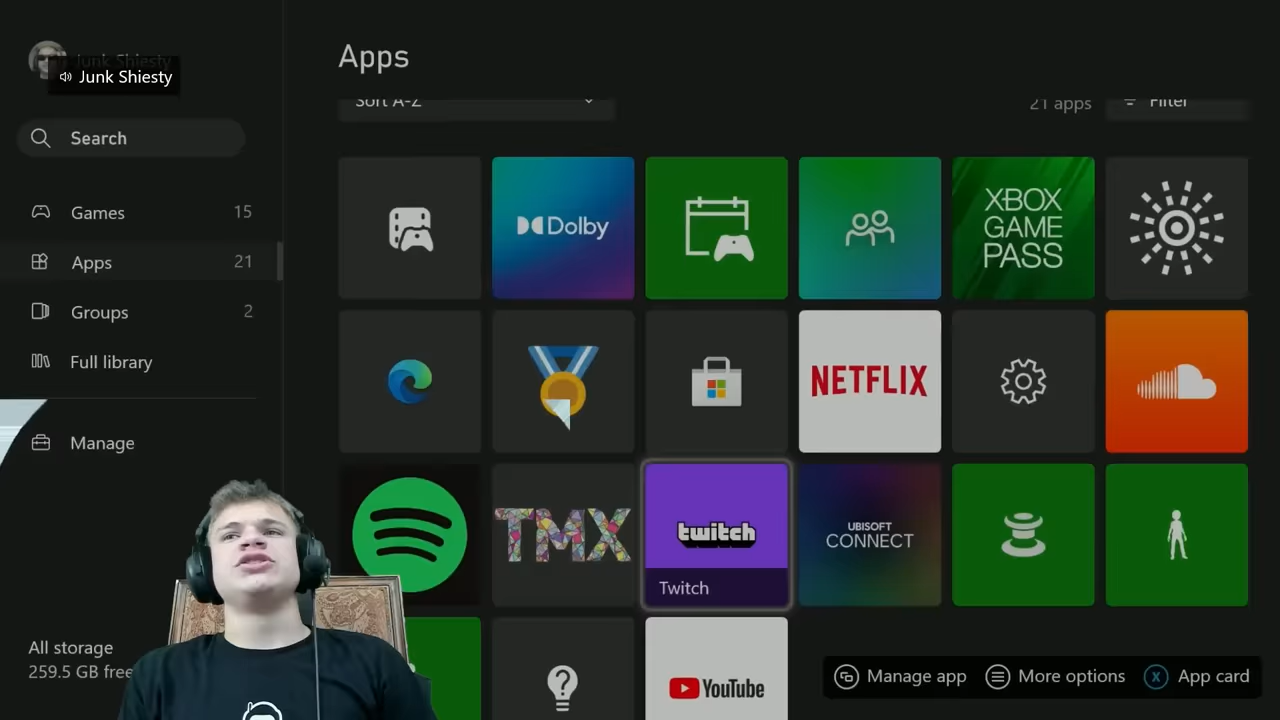 Junk Shiesty
Junk Shiesty
Apps
Sort A-Z
21 apps
Filter
Search
Games 15
Apps 21
Groups 2
Full library
Manage
Dolby
XBOX
GAME
PASS
NETFLIX
TMX
twitch
Twitch
UBISOFT
CONNECT
YouTube
All storage
259.5 GB free
Manage app
More options
X App card